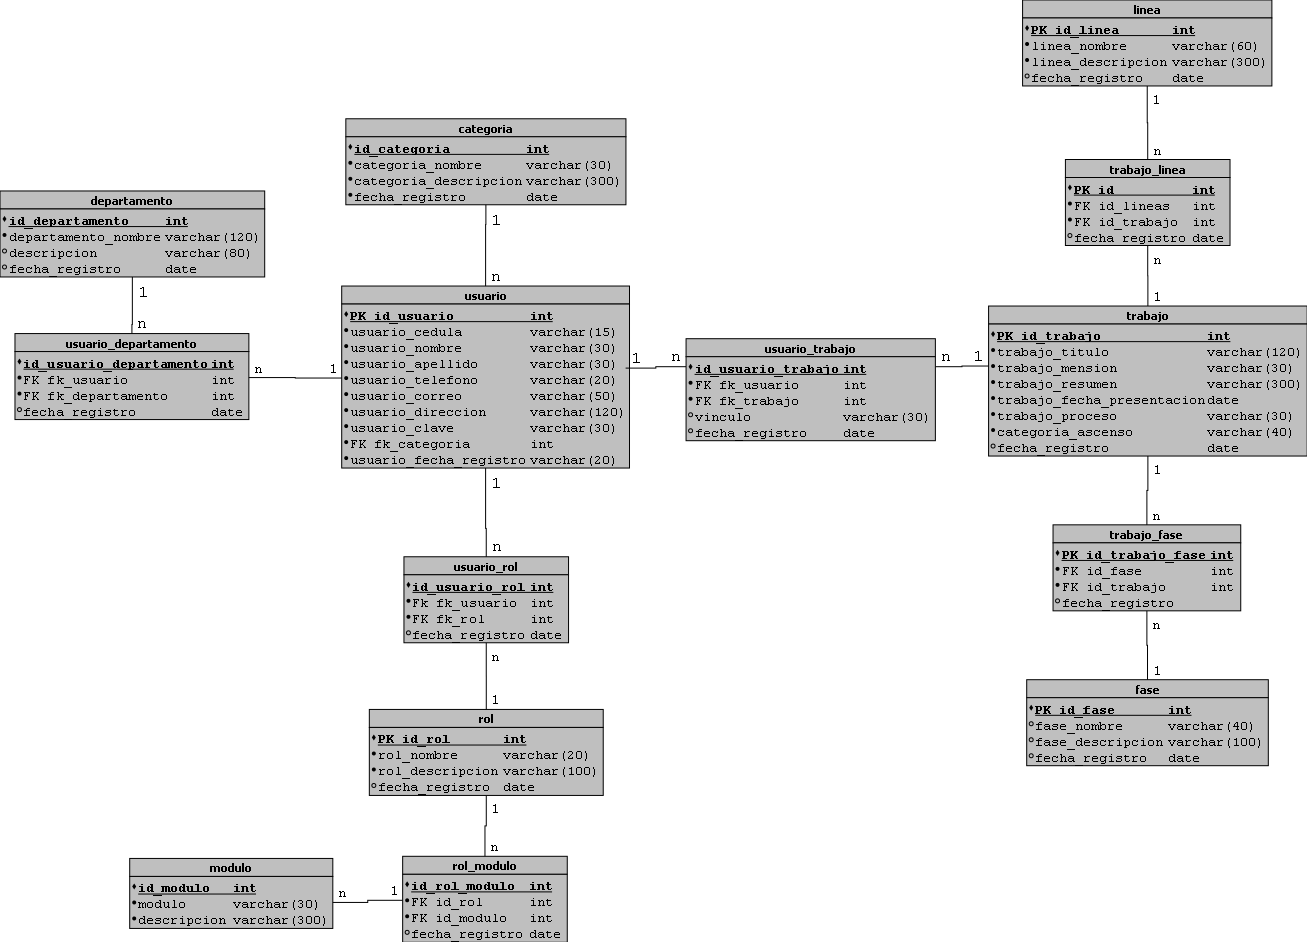 linea
PK id_linea int
linea_nombre varchar(60)
linea_descripcion varchar(300)
fecha_registro date
1
n
trabajo_linea
PK id int
FK id_lineas int
FK id_trabajo int
fecha_registro date
n
1
categoria
id_categoria int
categoria_nombre varchar(30)
categoria_descripcion varchar(300)
fecha_registro date
1
n
departamento
id_departamento int
departamento_nombre varchar(120)
descripcion varchar(80)
fecha_registro date
1
n
usuario_departamento
id_usuario_departamento int
FK fk_usuario int
FK fk_departamento int
fecha_registro date
n 1
usuario
PK id_usuario int
usuario_cedula varchar(15)
usuario_nombre varchar(30)
usuario_apellido varchar(30)
usuario_telefono varchar(20)
usuario_correo varchar(50)
usuario_direccion varchar(120)
usuario_clave varchar(30)
FK fk_categoria int
usuario_fecha_registro varchar(20)
1 n
usuario_trabajo
id_usuario_trabajo int
FK fk_usuario int
FK fk_trabajo int
vinculo varchar(30)
fecha_registro date
n 1
trabajo
PK id_trabajo int
trabajo_titulo varchar(120)
trabajo_mension varchar(30)
trabajo_resumen varchar(300)
trabajo_fecha_presentacion date
trabajo_proceso varchar(30)
categoria_ascenso varchar(40)
fecha_registro date
1
n
trabajo_fase
PK id_trabajo_fase int
FK id_fase int
FK id_trabajo int
fecha_registro
n
1
fase
PK id_fase int
fase_nombre varchar(40)
fase_descripcion varchar(100)
fecha_registro date
1
n
usuario_rol
id_usuario_rol int
Fk fk_usuario int
FK fk_rol int
fecha_registro date
n
1
rol
PK id_rol int
rol_nombre varchar(20)
rol_descripcion varchar(100)
fecha_registro date
1
n
modulo
id_modulo int
modulo varchar(30)
descripcion varchar(300)
n 1
rol_modulo
id_rol_modulo int
FK id_rol int
FK id_modulo int
fecha_registro date